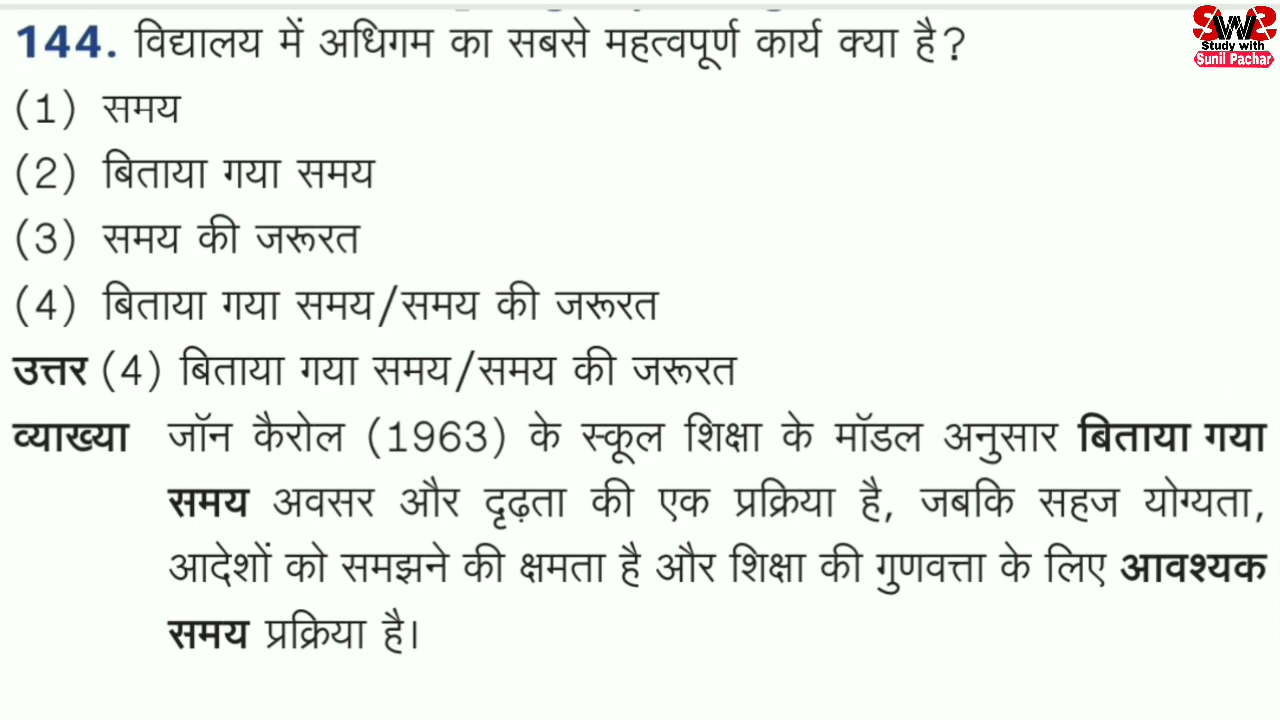 144. विद्यालय में अधिगम का सबसे महत्वपूर्ण कार्य क्या है?
SWS
Study with
Sunil Pachar
(1) समय
(2) बिताया गया समय
(3) समय की जरूरत
(4) बिताया गया समय/समय की जरूरत
उत्तर (4) बिताया गया समय/समय की जरूरत
व्याख्या जॉन कैरोल (1963) के स्कूल शिक्षा के मॉडल अनुसार बिताया गया
समय अवसर और दृढ़ता की एक प्रक्रिया है, जबकि सहज योग्यता,
आदेशों को समझने की क्षमता है और शिक्षा की गुणवत्ता के लिए आवश्यक
समय प्रक्रिया है।